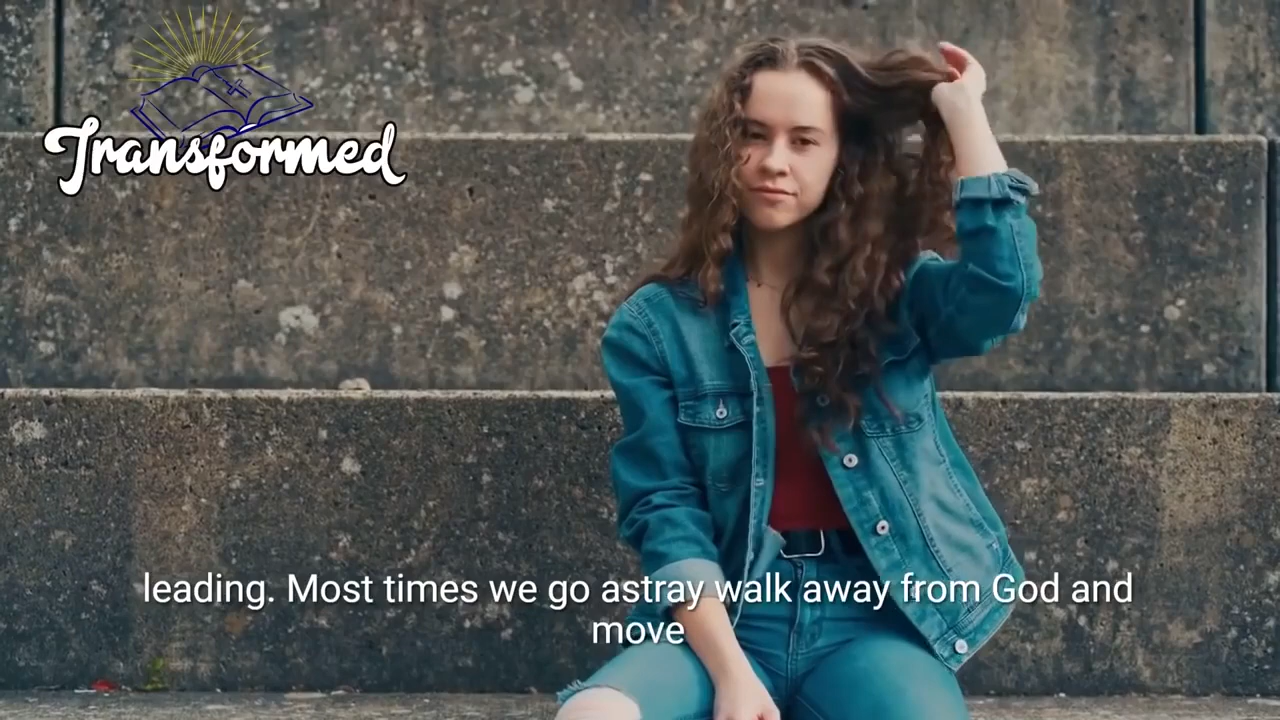 Transformed
leading. Most times we go astray walk away from God and
move